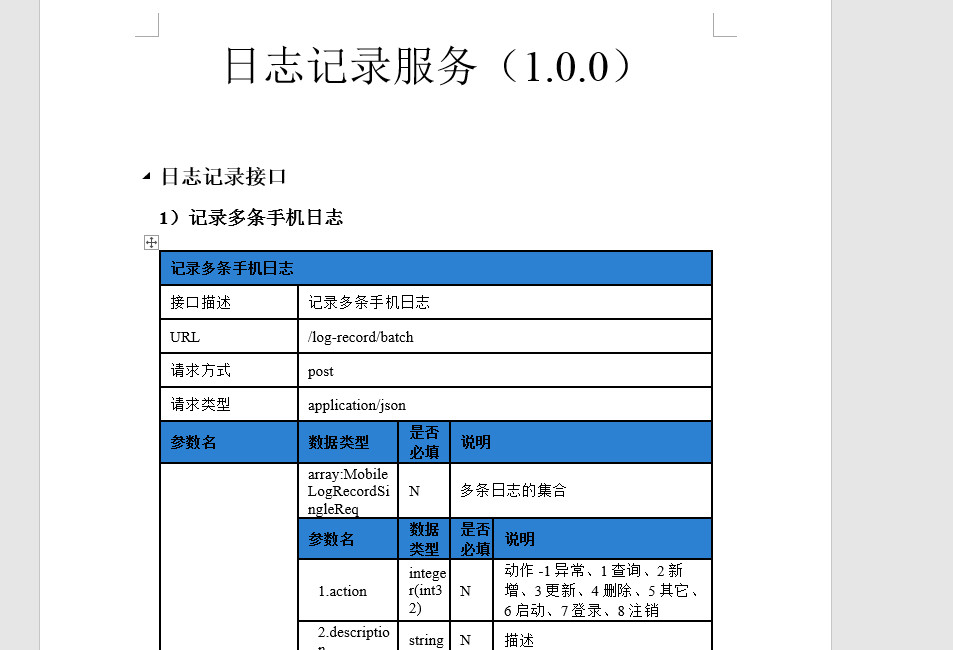 日志记录服务（1.0.0）
日志记录接口
1）记录多条手机日志
记录多条手机日志
接口描述 记录多条手机日志
URL /log-record/batch
请求方式 post
请求类型 application/json
参数名 数据类型 是否
必填 说明
array:Mobile
LogRecordSi
ngleReq
N 多条日志的集合
参数名 数据
类型 是否
必填 说明
1.action
intege
r(int3
2)
N
动作 -1 异常、1 查询、2 新
增、3 更新、4 删除、5 其它、
6 启动、7 登录、8 注销
2.descriptio
n
string N 描述